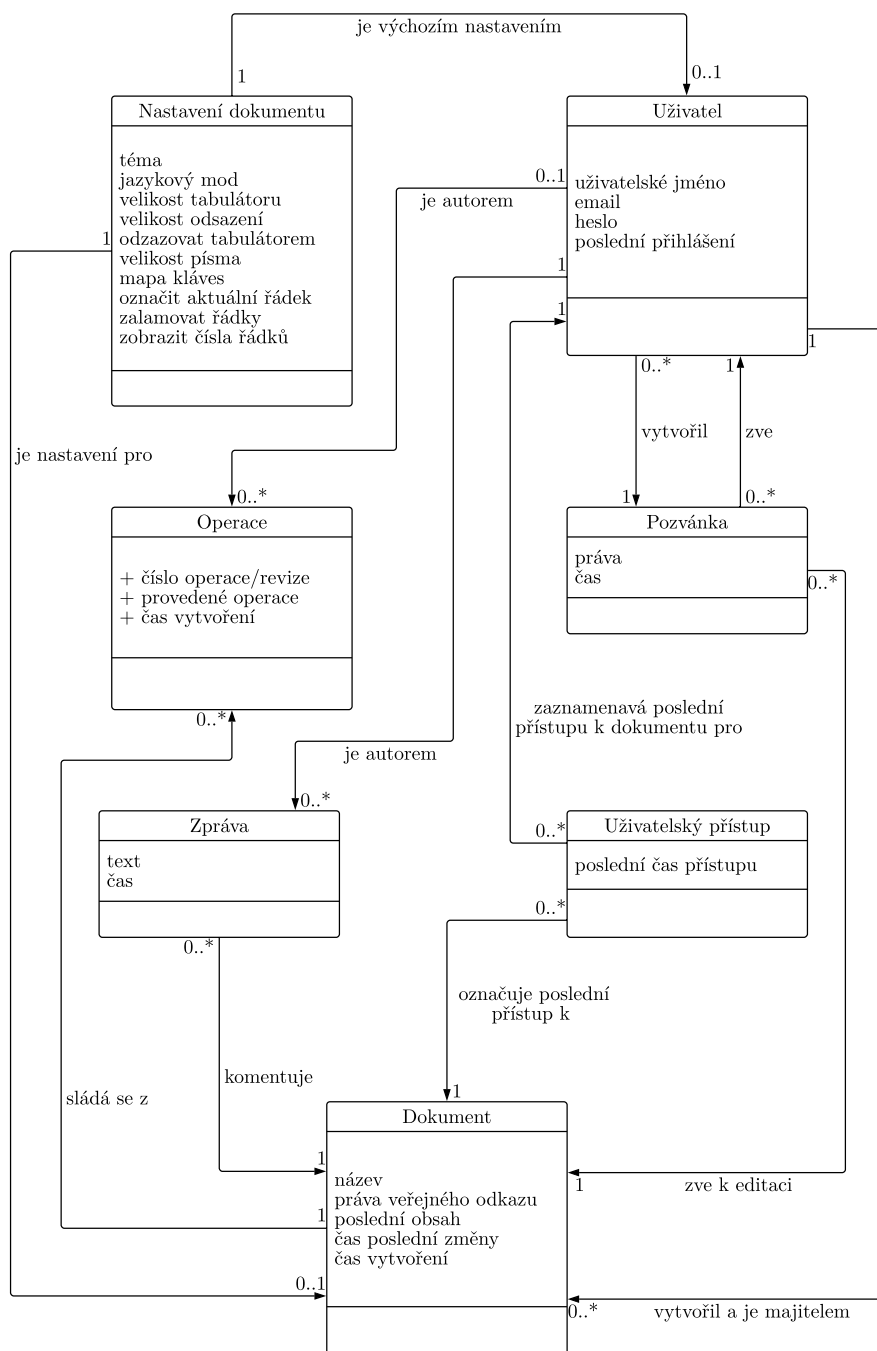 je výchozím nastavením
1
0..1
Nastavení dokumentu
téma
jazykový mod
velikost tabulátoru
velikost odsazení
odzazovat tabulátorem
velikost písma
mapa kláves
označit aktuální řádek
zalamovat řádky
zobrazit čísla řádků
1
Uživatel
uživatelské jméno
email
heslo
poslední přihlášení
0..1
je autorem
1
1
1
0..*
1
vytvořil
zve
je nastavení pro
0..*
1
0..*
Operace
+ číslo operace/revize
+ provedené operace
+ čas vytvoření
0..*
Pozvánka
práva
čas
0..*
zaznamenavá poslední
přístupu k dokumentu pro
je autorem
0..*
Zpráva
text
čas
0..*
0..*
Uživatelský přístup
poslední čas přístupu
0..*
označuje poslední
přístup k
komentuje
sládá se z
1
Dokument
název
práva veřejného odkazu
poslední obsah
čas poslední změny
čas vytvoření
1
1
0..1
1
zve k editaci
0..*
vytvořil a je majitelem